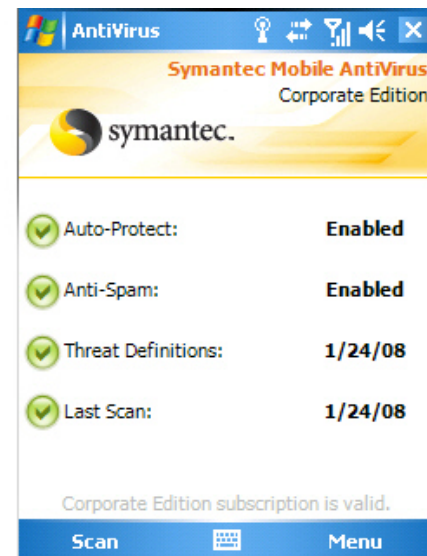 AntiVirus
Symantec Mobile AntiVirus
Corporate Edition
symantec.
Auto-Protect: Enabled
Anti-Spam: Enabled
Threat Definitions: 1/24/08
Last Scan: 1/24/08
Corporate Edition subscription is valid.
Scan Menu